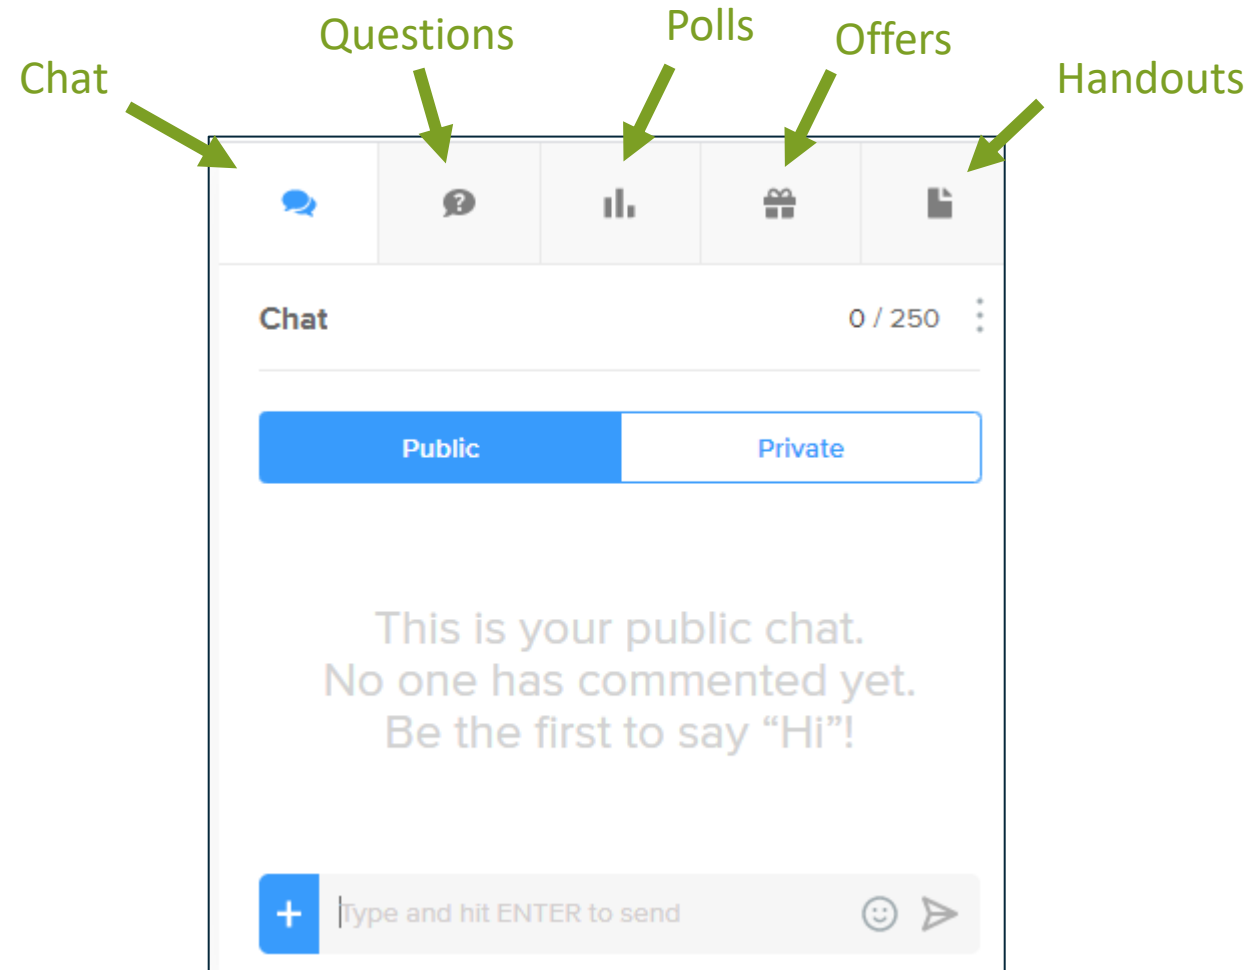 Chat
Questions
Polls
Offers
Handouts
Chat
0 / 250
Public
Private
This is your public chat.
No one has commented yet.
Be the first to say “Hi”!
Type and hit ENTER to send